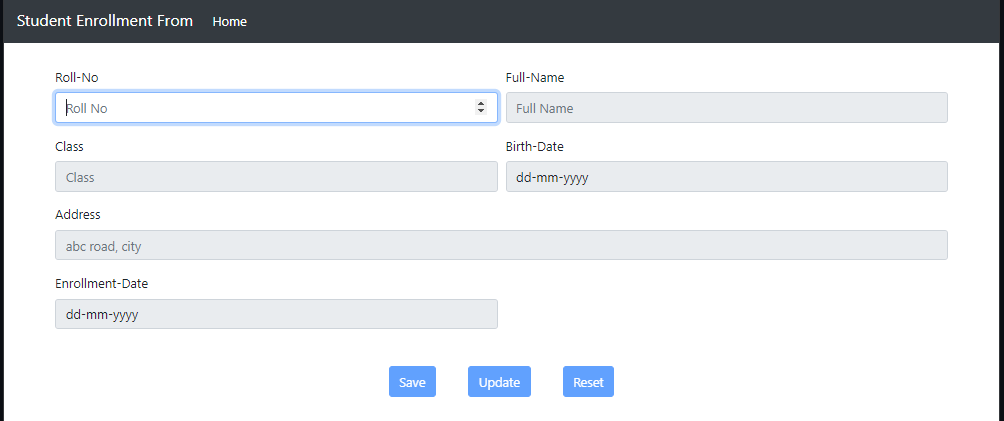 Student Enrollment From Home
Roll-No Full-Name
Roll No Full Name
Class Birth-Date
Class dd-mm-yyyy
Address
abc road, city
Enrollment-Date
dd-mm-yyyy
Save Update Reset